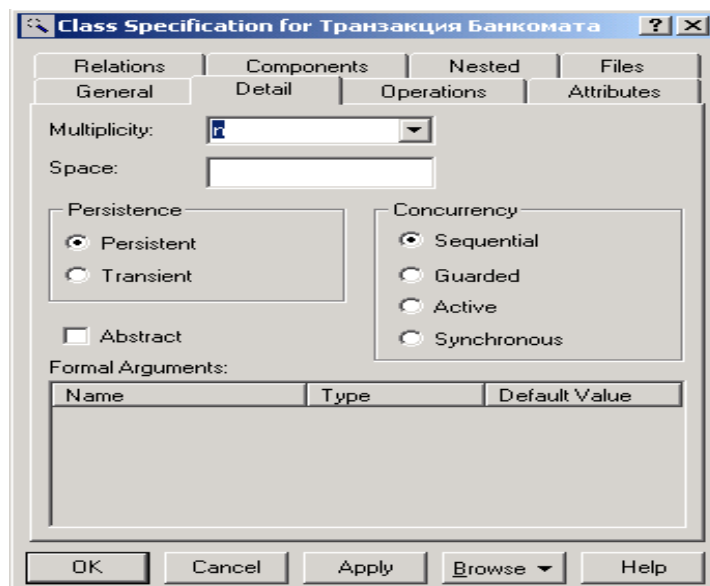 Class Specification for Транзакция Банкомата
Relations Components Nested Files
General Detail Operations Attributes
Multiplicity: n
Space:
Persistence
Persistent
Transient
Concurrency
Sequential
Guarded
Active
Synchronous
Abstract
Formal Arguments:
Name Type Default Value
OK Cancel Apply Browse Help